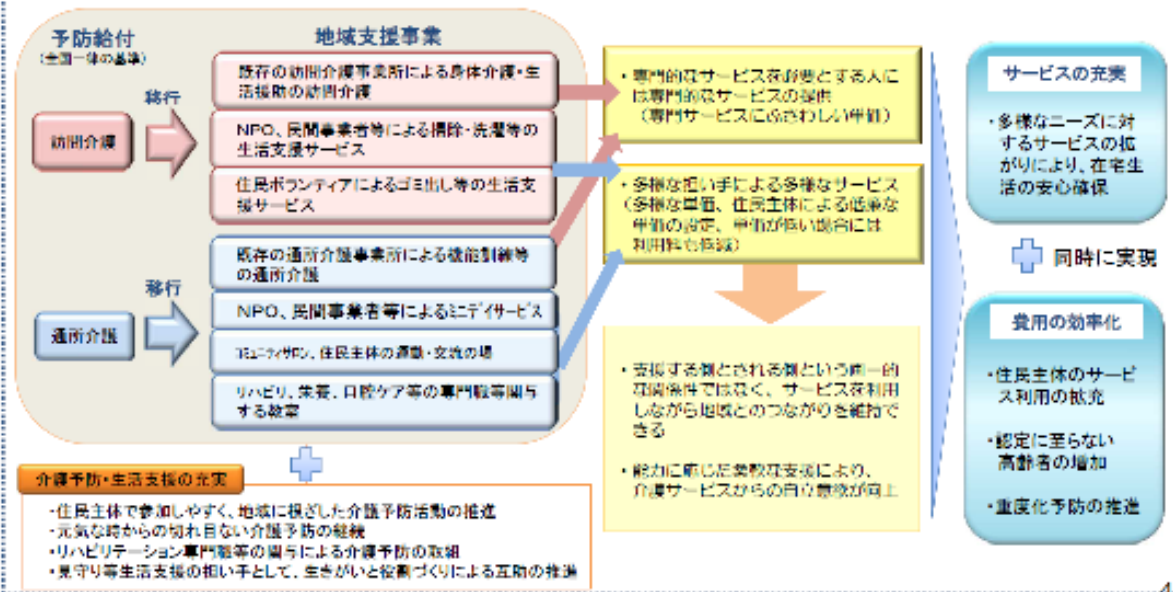 予防給付
(全国一律の基準)
地域支援事業
移行
訪問介護
既存の訪問介護事業所による身体介護・生
活援助の訪問介護
NPO、民間事業者等による掃除・洗濯等の
生活支援サービス
住民ボランティアによるゴミ出し等の生活支
援サービス
移行
通所介護
既存の通所介護事業所による機能訓練等
の通所介護
NPO、民間事業者等によるミニデイサービス
コミュニティサロン、住民主体の運動・交流の場
リハビリ、栄養、口腔ケア等の専門職等関与
する教室
介護予防・生活支援の充実
・住民主体で参加しやすく、地域に根ざした介護予防活動の推進
・元気な時からの切れ目ない介護予防の継続
・リハビリテーション専門職等の関与による介護予防の取組
・見守り等生活支援の担い手として、生きがいと役割づくりによる互助の推進
・専門的なサービスを必要とする人に
は専門的なサービスの提供
(専門サービスにふさわしい単価)
・多様な担い手による多様なサービス
(多様な単価、住民主体による低廉な
単価の設定、単価が低い場合には
利用料も低減)
・支援する側とされる側という画一的
な関係性ではなく、サービスを利用
しながら地域とのつながりを維持で
きる
・能力に応じた柔軟な支援により、
介護サービスからの自立意欲が向上
サービスの充実
・多様なニーズに対
するサービスの拡
がりにより、在宅生
活の安心確保
同時に実現
費用の効率化
・住民主体のサービ
ス利用の拡充
・認定に至らない
高齢者の増加
・重度化予防の推進
4